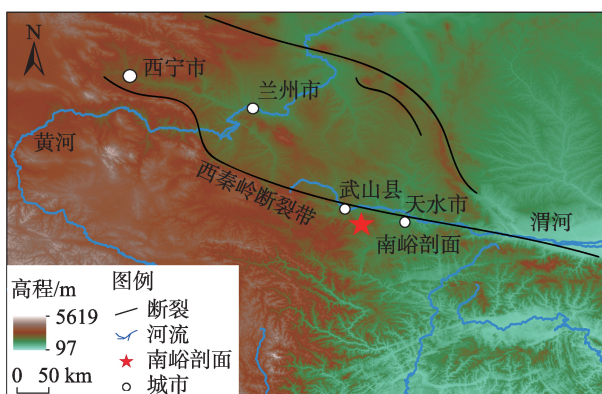 N
西宁市
兰州市
黄河
西秦岭断裂带
武山县
天水市
渭河
南峪剖面
高程/m
5619
97
0 50 km
图例
断裂
河流
南峪剖面
城市